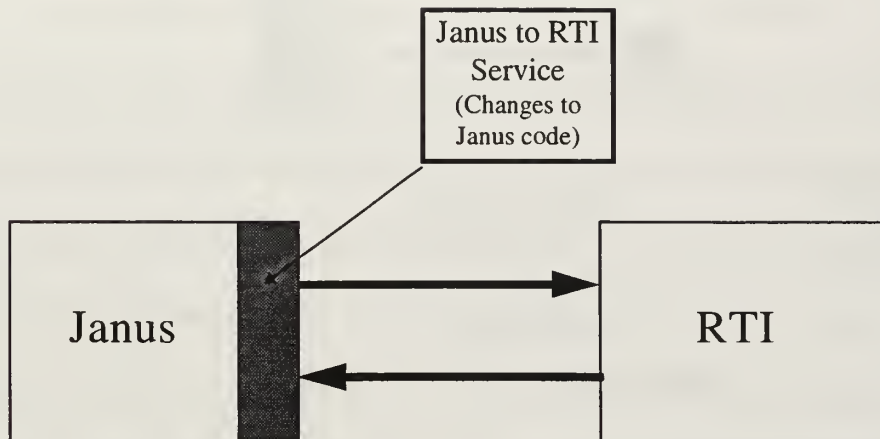 Janus to RTI
Service
(Changes to
Janus code)
Janus
RTI